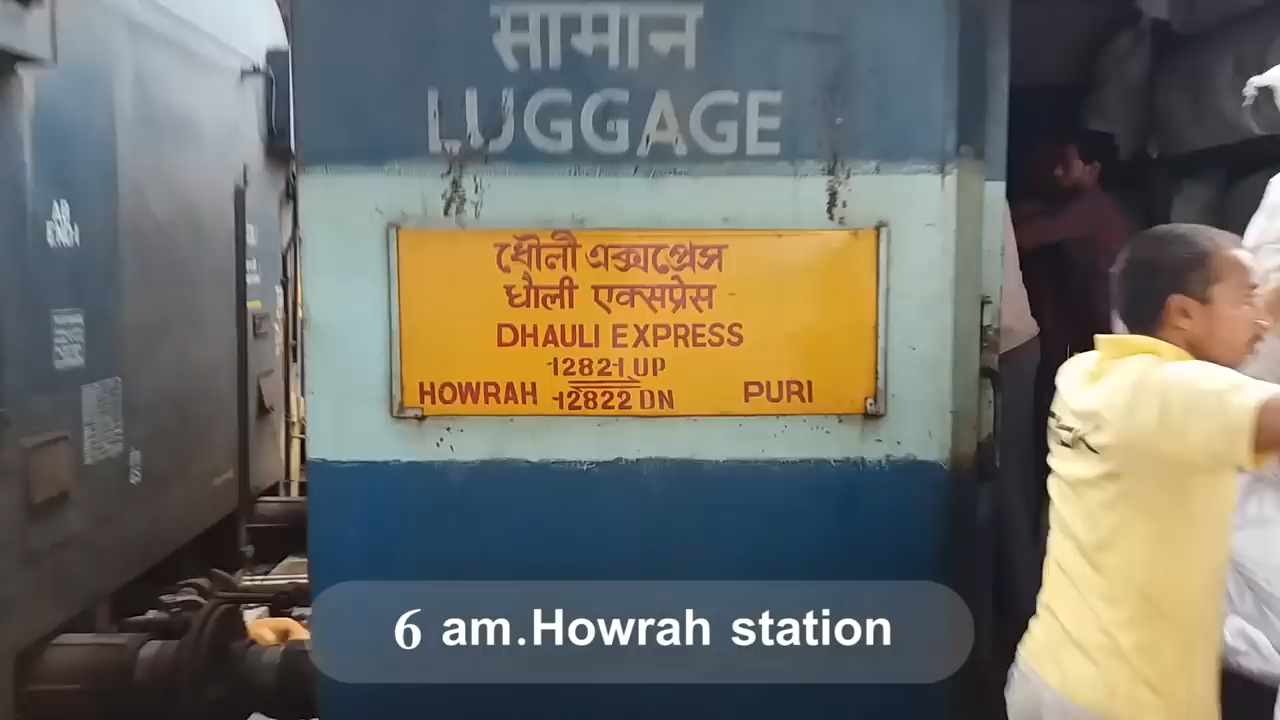 सामान
LUGGAGE
ধৌলী এক্সপ্রেস
धौली एक्सप्रेस
DHAULI EXPRESS
12821 UP
HOWRAH 12822 DN PURI
6 am.Howrah station